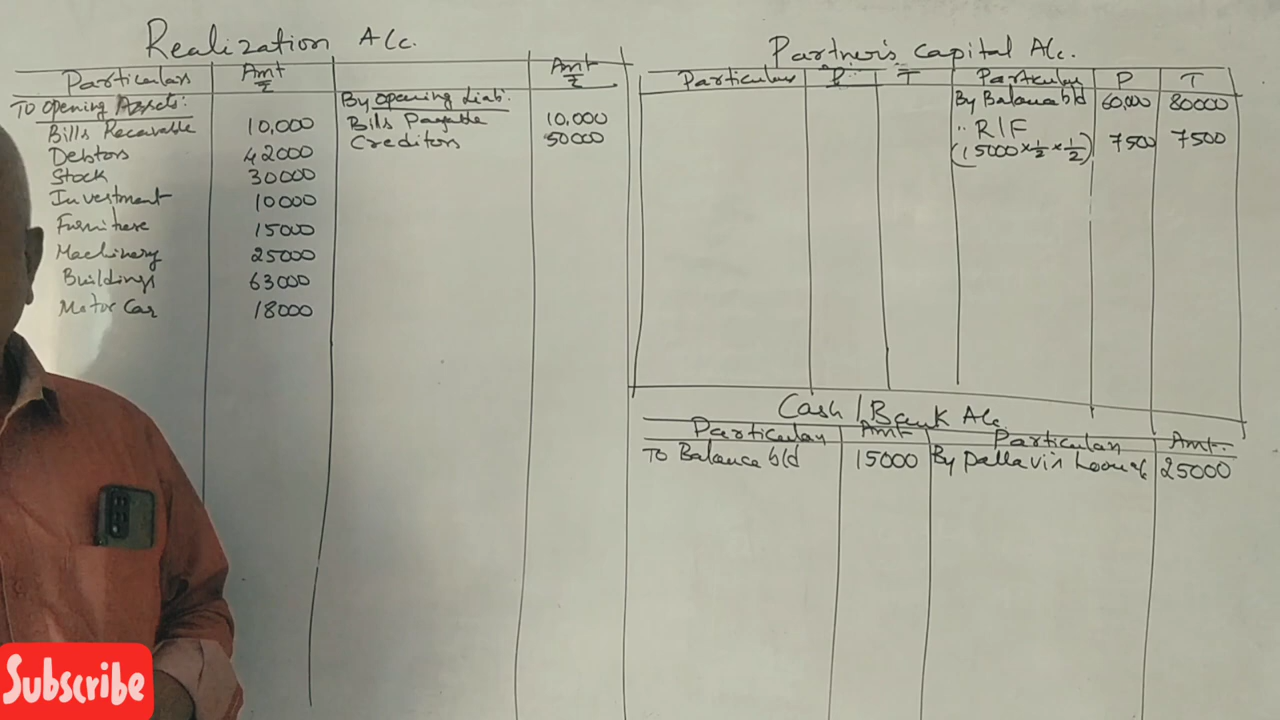 Realization A/c.
Particulars Amt ₹ Amt ₹
To Opening Assets:
Bills Receivable 10,000
Debtors 42000
Stock 30000
Investment 10000
Furniture 15000
Machinery 25000
Buildings 63000
Motor Car 18000
By Opening Liab.
Bills Payable 10,000
Creditors 50000
Partner's Capital A/c.
Particulars P T Particulars P T
By Balance b/d 60,000 80000
" R/F
(15000 × 1/2 × 1/2) 7500 7500
Cash / Bank A/c
Particulars Amt Particulars Amt.
To Balance b/d 15000 By Pallavi's Loan A/c 25000
Subscribe